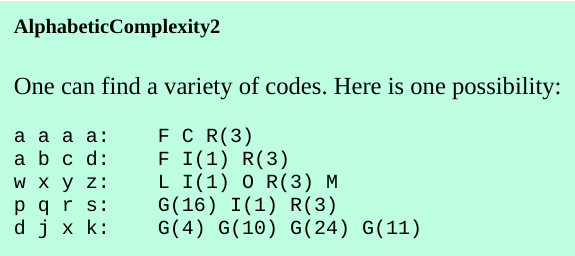 AlphabeticComplexity2
One can find a variety of codes. Here is one possibility:
a a a a: F C R(3)
a b c d: F I(1) R(3)
w x y z: L I(1) O R(3) M
p q r s: G(16) I(1) R(3)
d j x k: G(4) G(10) G(24) G(11)